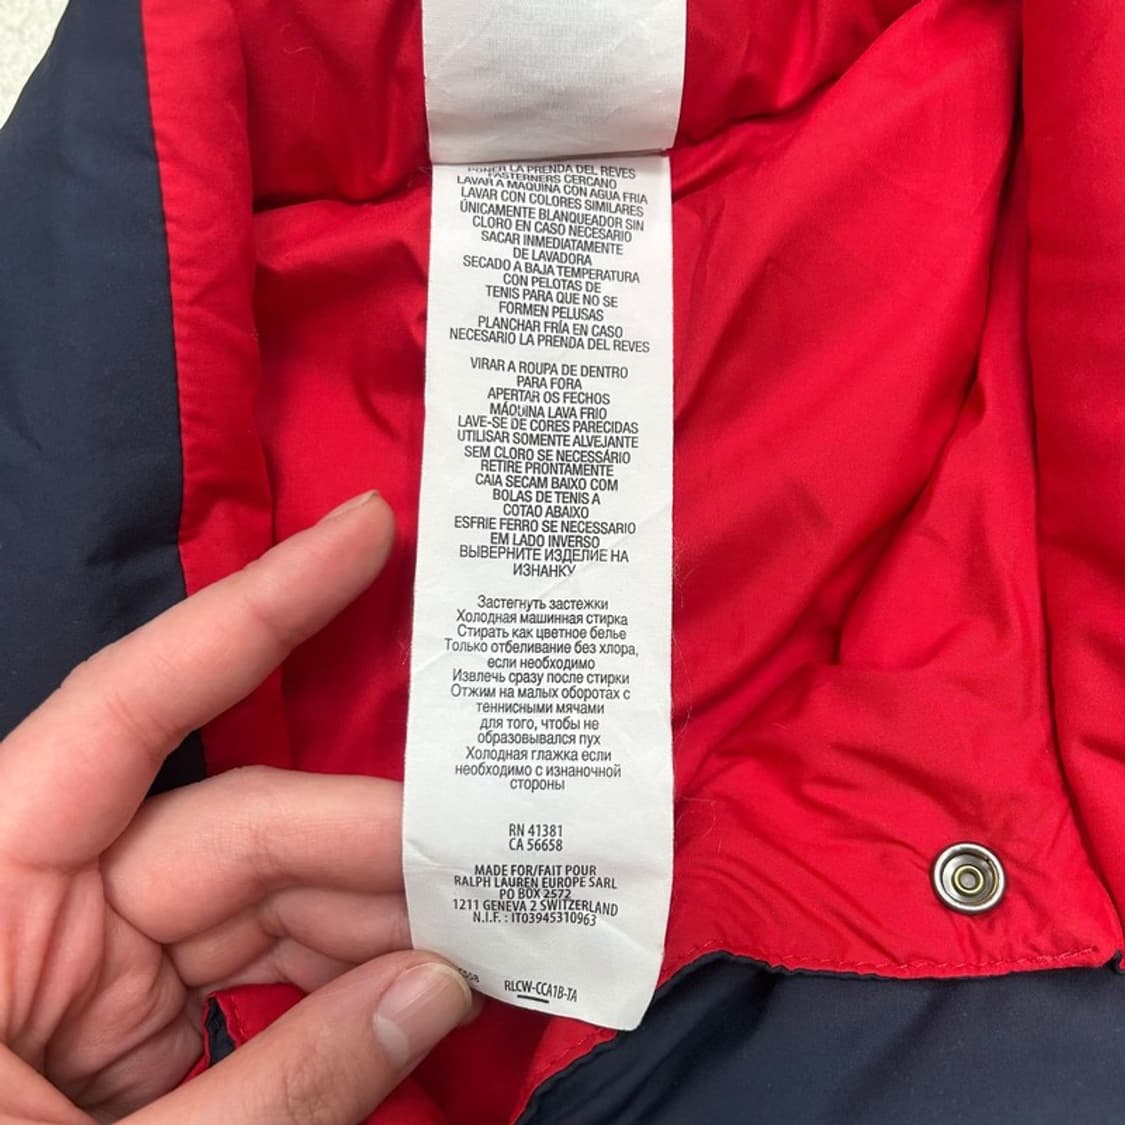 PONER LA PRENDA DEL REVES
FASTERNERS CERCANO
LAVAR A MAQUINA CON AGUA FRIA
LAVAR CON COLORES SIMILARES
ÚNICAMENTE BLANQUEADOR SIN
CLORO EN CASO NECESARIO
SACAR INMEDIATAMENTE
DE LAVADORA
SECADO A BAJA TEMPERATURA
CON PELOTAS DE
TENIS PARA QUE NO SE
FORMEN PELUSAS
PLANCHAR FRÍA EN CASO
NECESARIO LA PRENDA DEL REVES
VIRAR A ROUPA DE DENTRO
PARA FORA
APERTAR OS FECHOS
MÁQUINA LAVA FRIO
LAVE-SE DE CORES PARECIDAS
UTILISAR SOMENTE ALVEJANTE
SEM CLORO SE NECESSÁRIO
RETIRE PRONTAMENTE
CAIA SECAM BAIXO COM
BOLAS DE TENIS A
COTAO ABAIXO
ESFRIE FERRO SE NECESSARIO
EM LADO INVERSO
ВЫВЕРНИТЕ ИЗДЕЛИЕ НА
ИЗНАНКУ
Застегнуть застежки
Холодная машинная стирка
Стирать как цветное белье
Только отбеливание без хлора,
если необходимо
Извлечь сразу после стирки
Отжим на малых оборотах с
теннисными мячами
для того, чтобы не
образовывался пух
Холодная глажка если
необходимо с изнаночной
стороны
RN 41381
CA 56658
MADE FOR/FAIT POUR
RALPH LAUREN EUROPE SARL
PO BOX 2572
1211 GENEVA 2 SWITZERLAND
N.I.F. : IT03945310963
RLCW-CCA1B-TA